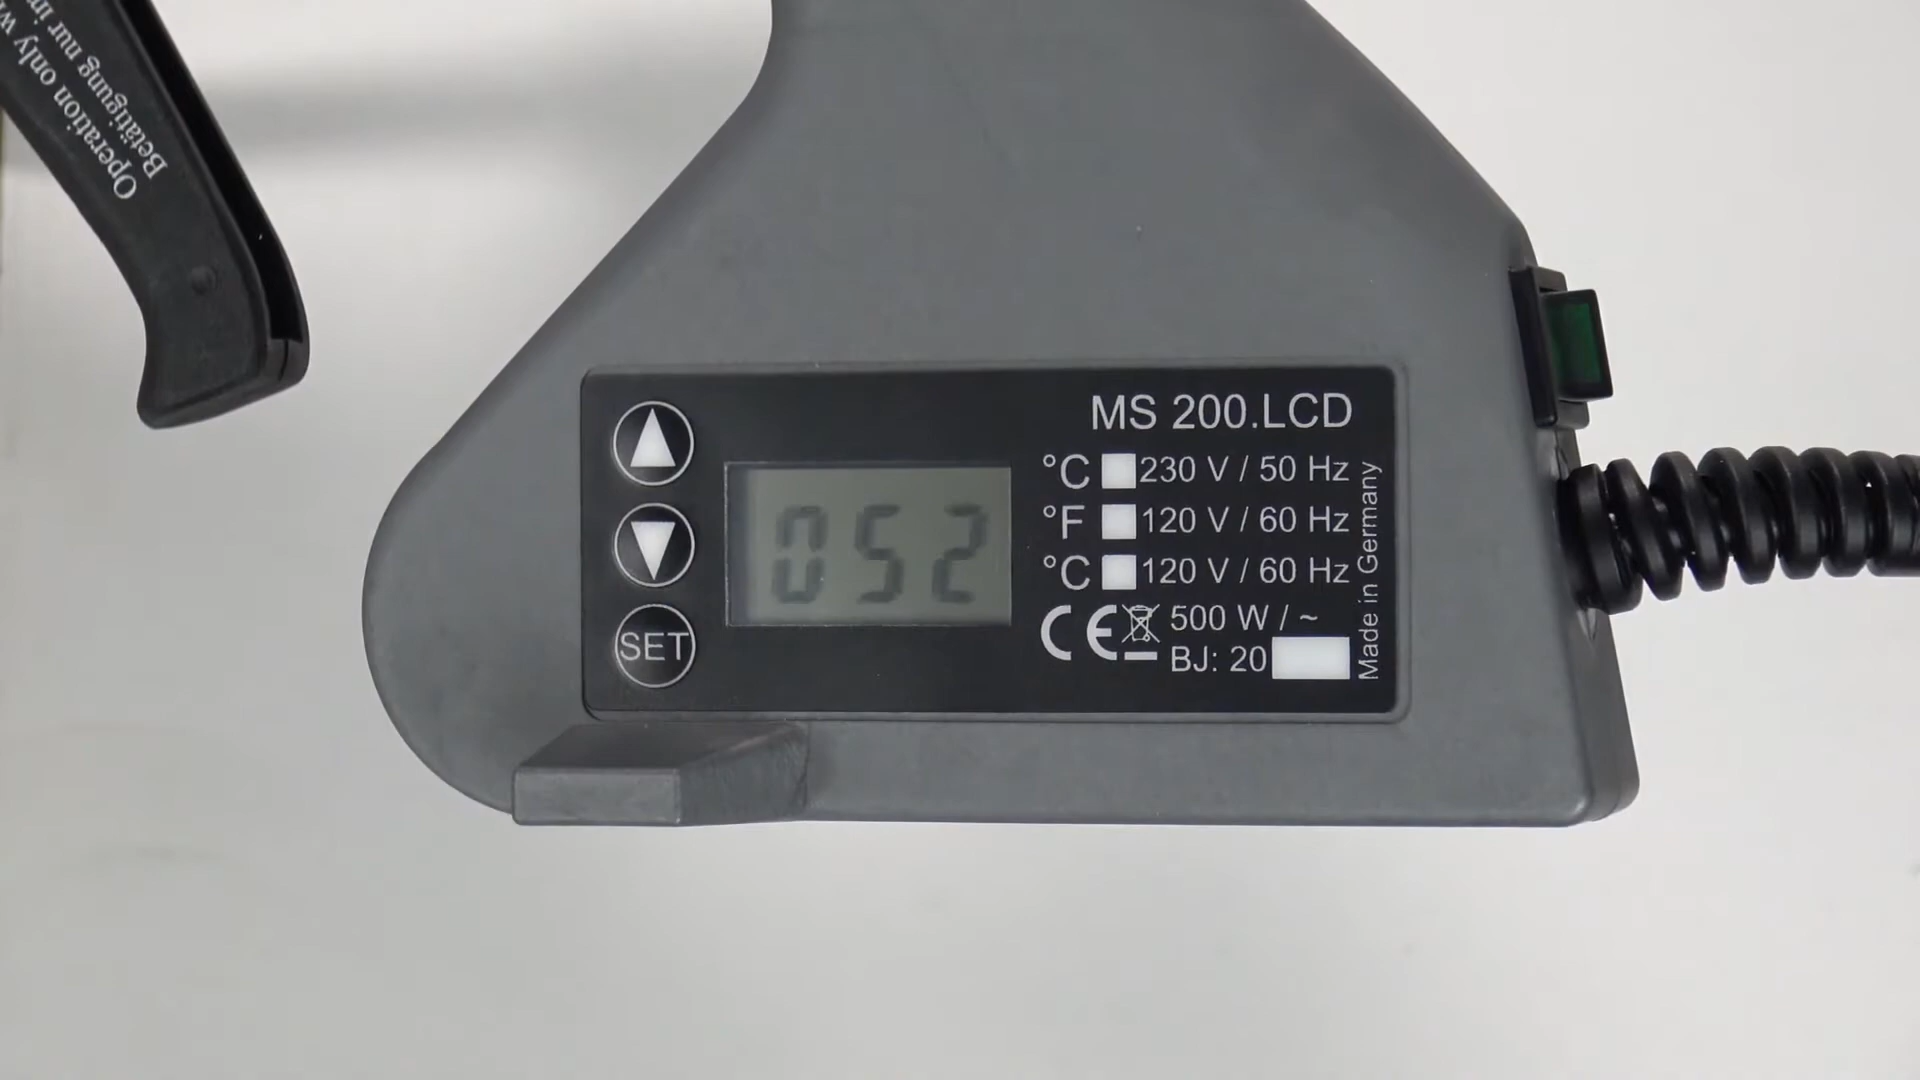 Operation only
Betätigung nur im
MS 200.LCD
°C 230 V / 50 Hz
°F 120 V / 60 Hz
°C 120 V / 60 Hz
CE 500 W / ~
BJ: 20
Made in Germany
052
SET